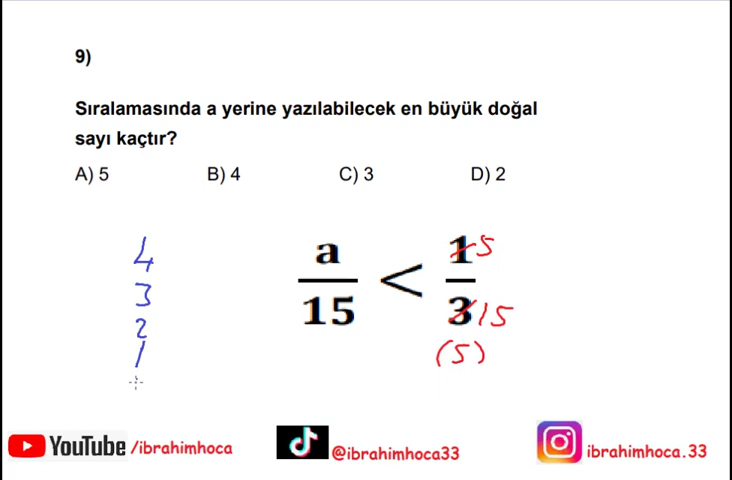 9)
Sıralamasında a yerine yazılabilecek en büyük doğal
sayı kaçtır?
A) 5 B) 4 C) 3 D) 2
4
3
2
1
a < 1 5
15 3 15
(5)
YouTube /ibrahimhoca @ibrahimhoca33 ibrahimhoca.33